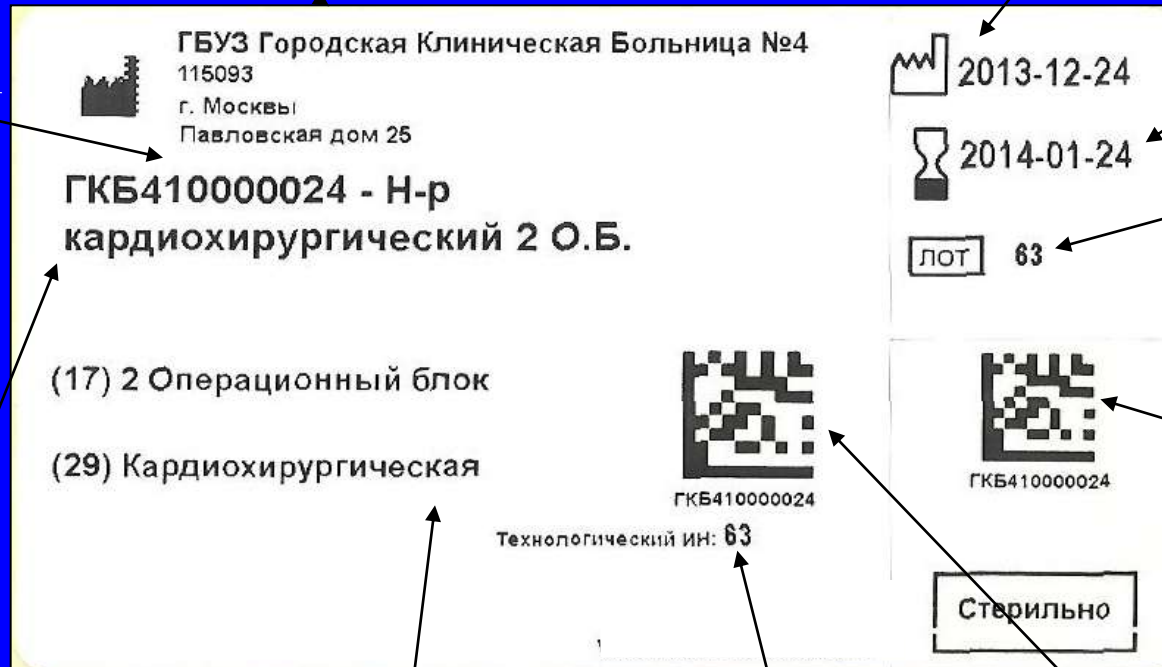 ГБУЗ Городская Клиническая Больница №4
115093
г. Москвы
Павловская дом 25
ГКБ410000024 - Н-р
кардиохирургический 2 О.Б.
(17) 2 Операционный блок
(29) Кардиохирургическая
ГКБ410000024
Технологический ИН: 63
2013-12-24
2014-01-24
ЛОТ 63
ГКБ410000024
Стерильно